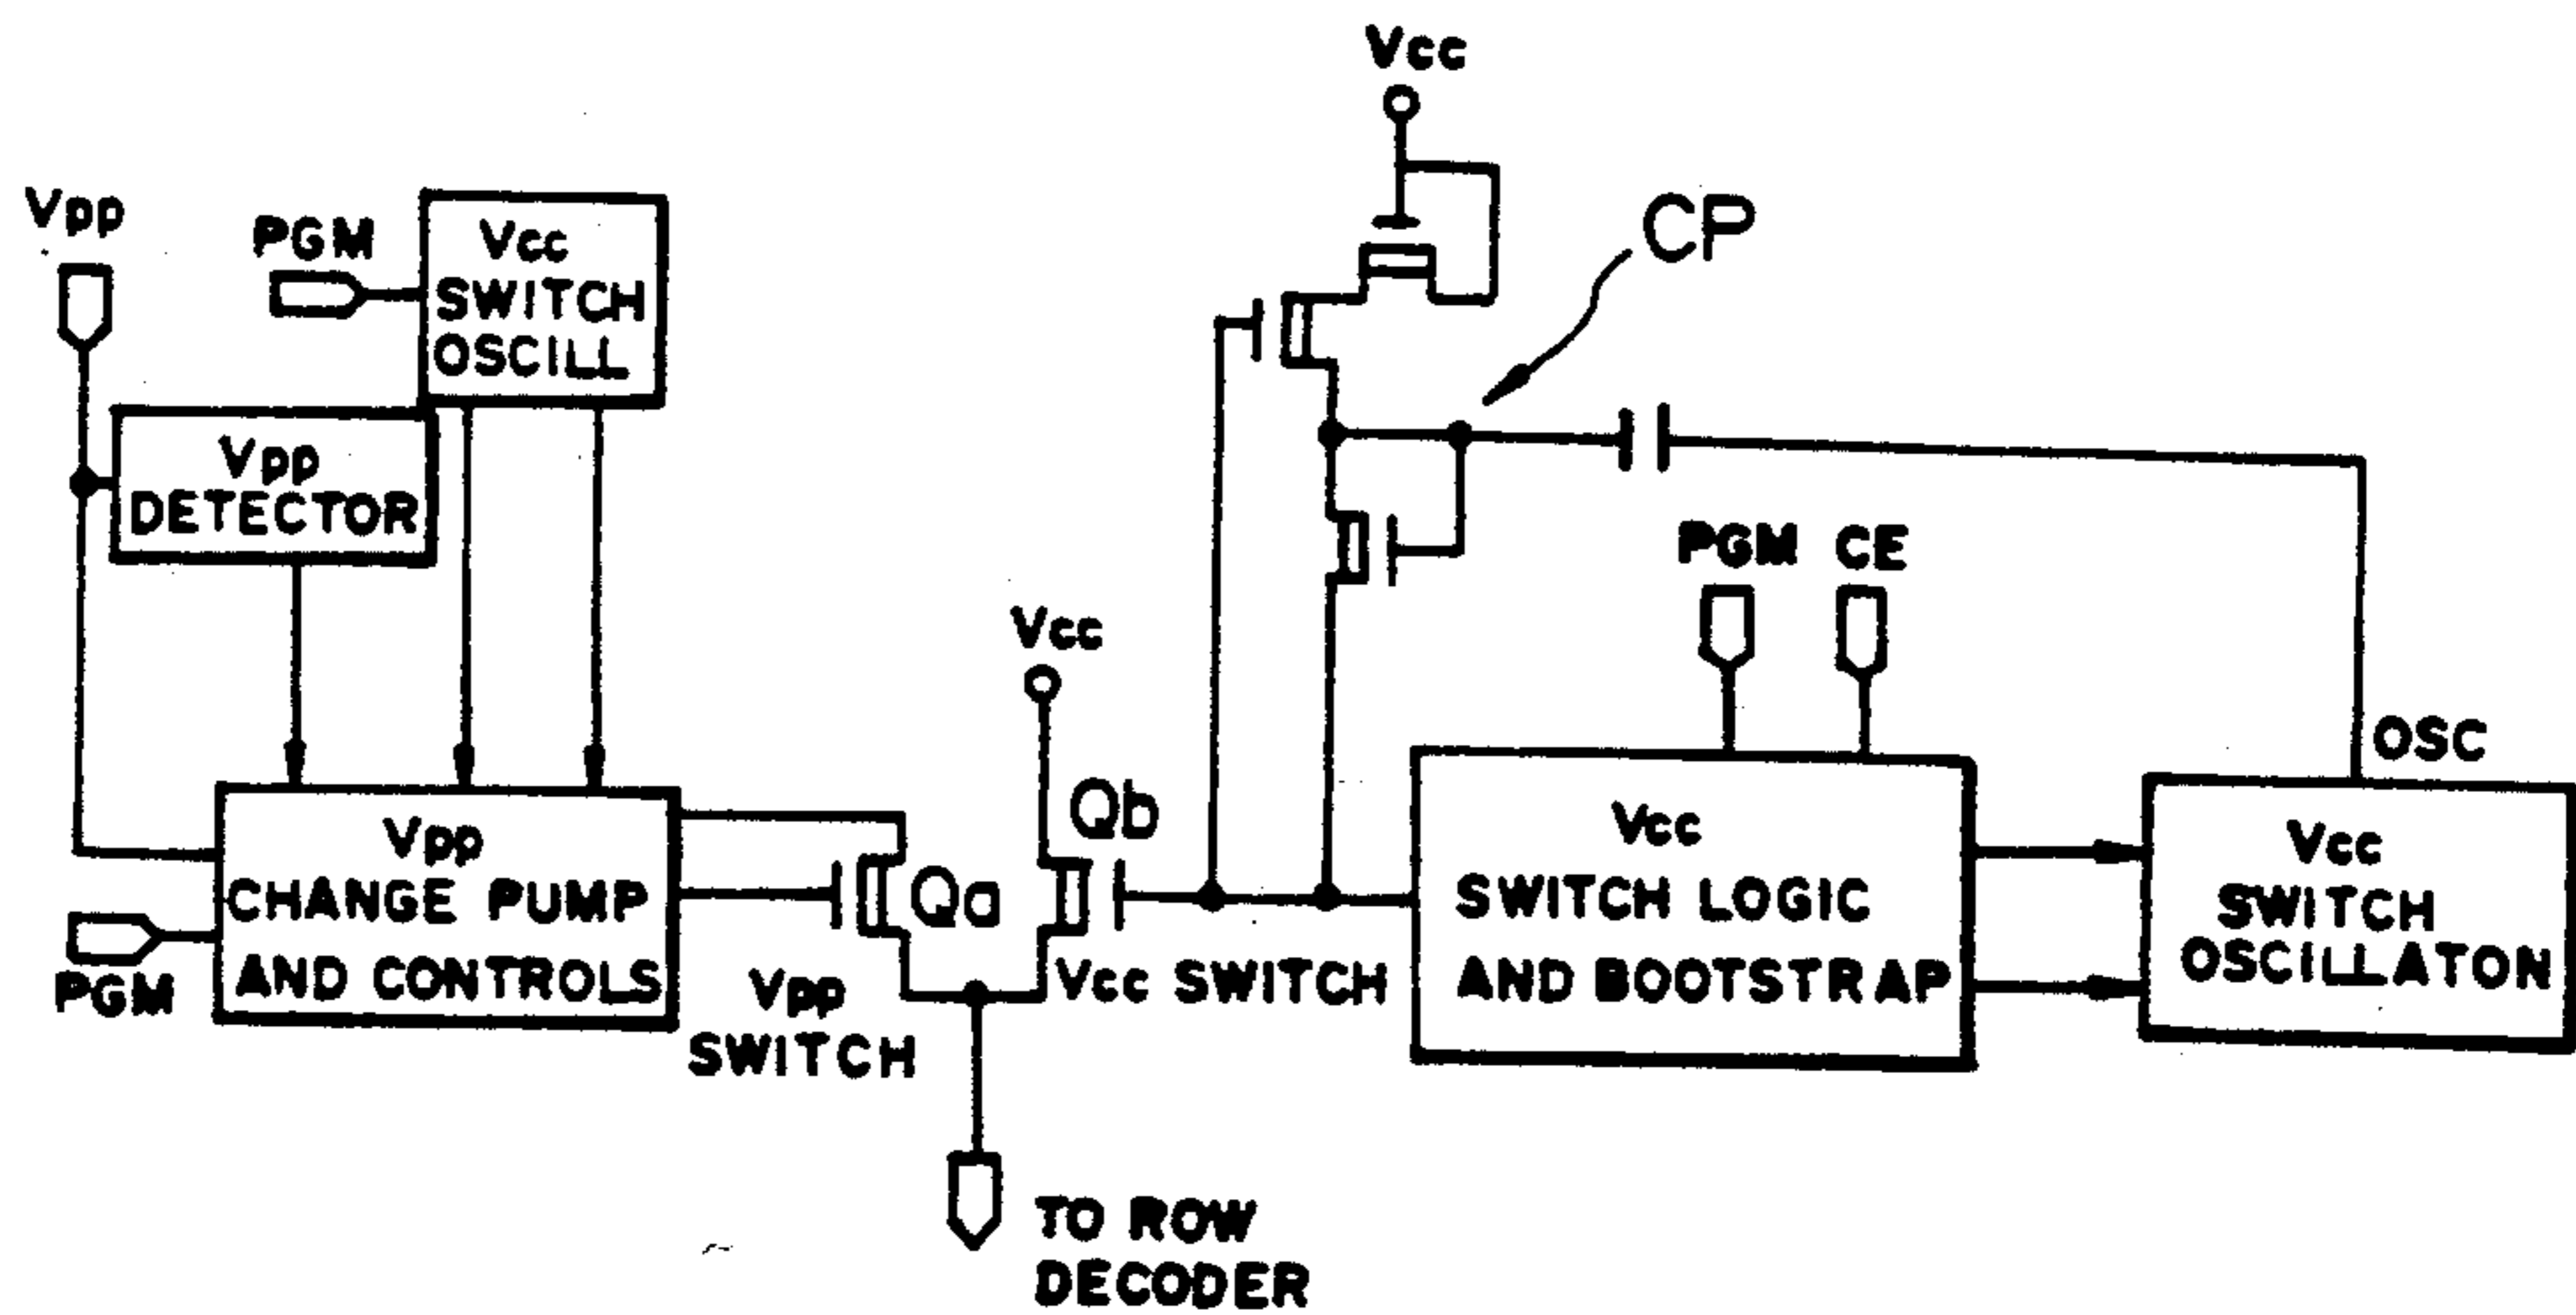 Vcc
Vpp
PGM
Vcc
SWITCH
OSCILL
CP
Vpp
DETECTOR
PGM CE
Vcc
OSC
Qb
Vpp
CHANGE PUMP
AND CONTROLS
PGM
Qa
Vpp
SWITCH
Vcc SWITCH
Vcc
SWITCH LOGIC
AND BOOTSTRAP
Vcc
SWITCH
OSCILLATON
TO ROW
DECODER